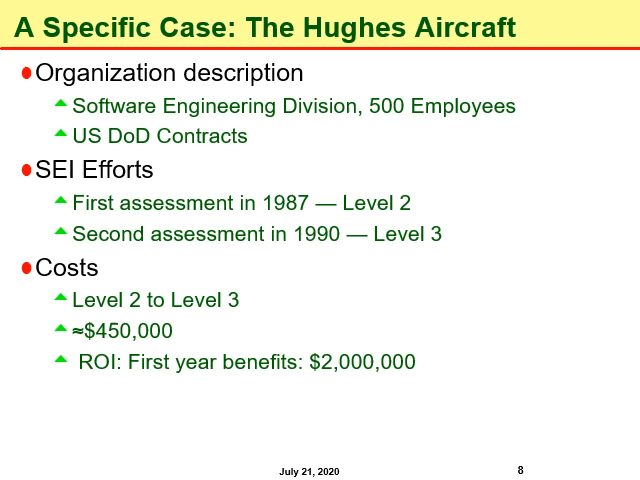 A Specific Case: The Hughes Aircraft
Organization description
Software Engineering Division, 500 Employees
US DoD Contracts
SEI Efforts
First assessment in 1987 — Level 2
Second assessment in 1990 — Level 3
Costs
Level 2 to Level 3
≈$450,000
ROI: First year benefits: $2,000,000
July 21, 2020
8